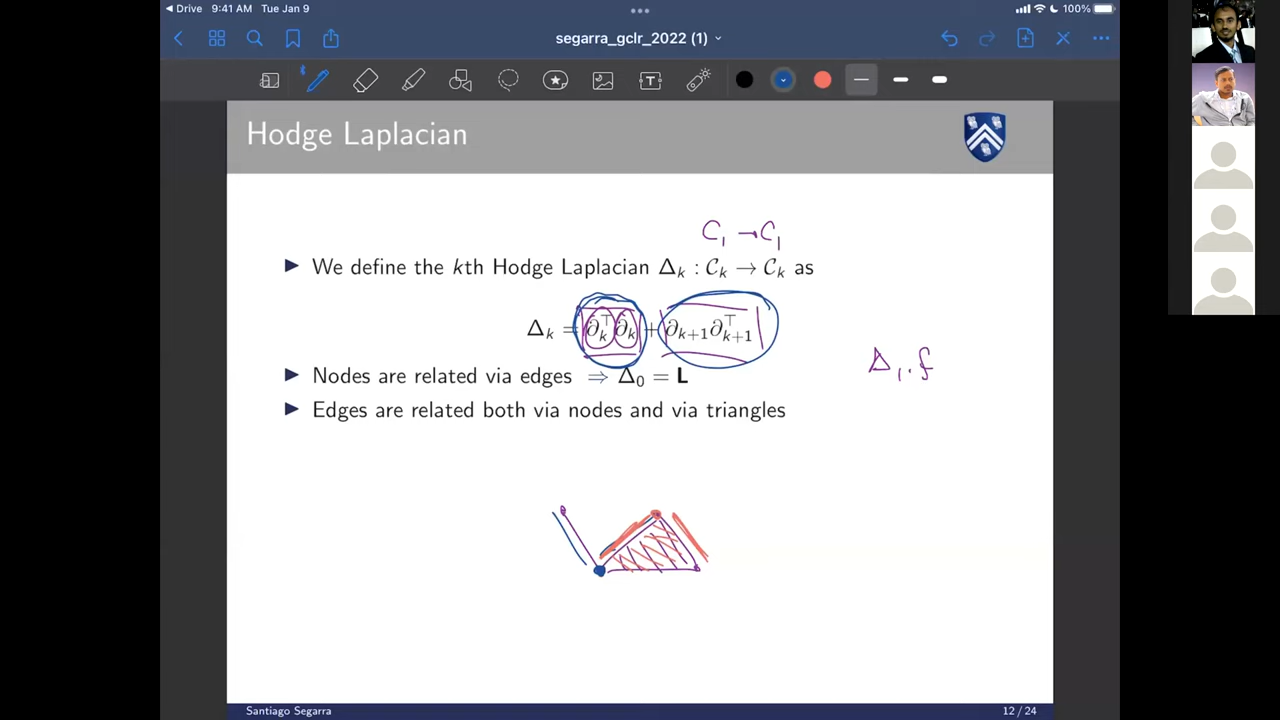 Drive 9:41 AM Tue Jan 9 100%
segarra_gclr_2022 (1)
T
Hodge Laplacian
C₁ → C₁
▶ We define the kth Hodge Laplacian Δₖ : 𝒞ₖ → 𝒞ₖ as
Δₖ = ∂ₖ^⊤ ∂ₖ + ∂ₖ₊₁∂ₖ₊₁^⊤
Δ₁ · f
▶ Nodes are related via edges ⇒ Δ₀ = L
▶ Edges are related both via nodes and via triangles
Santiago Segarra 12 / 24